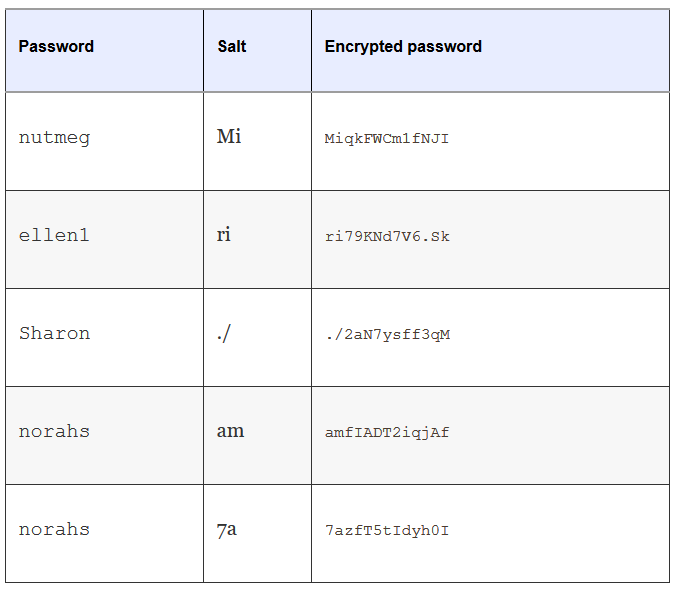 Password Salt Encrypted password
nutmeg Mi MiqkFWCm1fNJI
ellen1 ri ri79KNd7V6.Sk
Sharon ./ ./2aN7ysff3qM
norahs am amfIADT2iqjAf
norahs 7a 7azfT5tIdyh0I